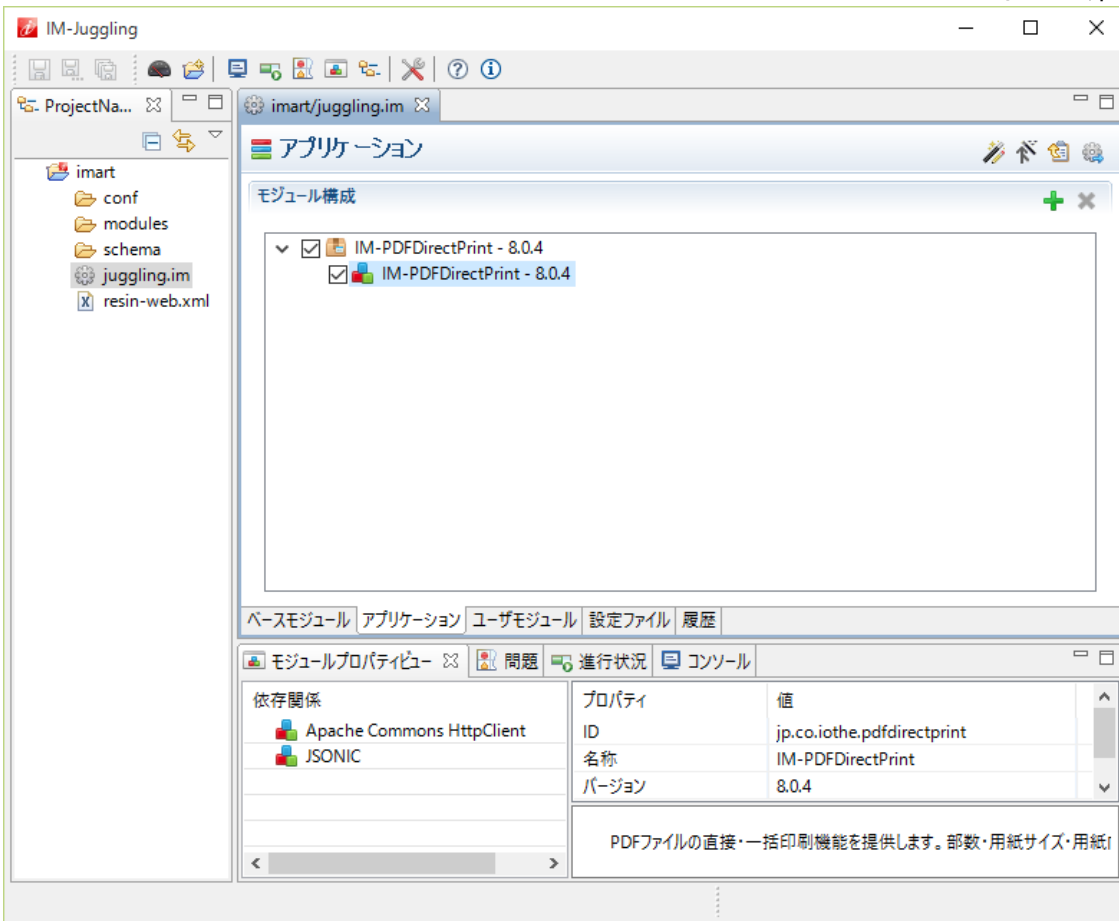 IM-Juggling
ProjectNa...
imart/juggling.im
アプリケーション
imart
conf
modules
schema
juggling.im
resin-web.xml
モジュール構成
IM-PDFDirectPrint - 8.0.4
IM-PDFDirectPrint - 8.0.4
ベースモジュール アプリケーション ユーザモジュール 設定ファイル 履歴
モジュールプロパティビュー 問題 進行状況 コンソール
依存関係
Apache Commons HttpClient
JSONIC
プロパティ 値
ID jp.co.iothe.pdfdirectprint
名称 IM-PDFDirectPrint
バージョン 8.0.4
PDFファイルの直接・一括印刷機能を提供します。部数・用紙サイズ・用紙